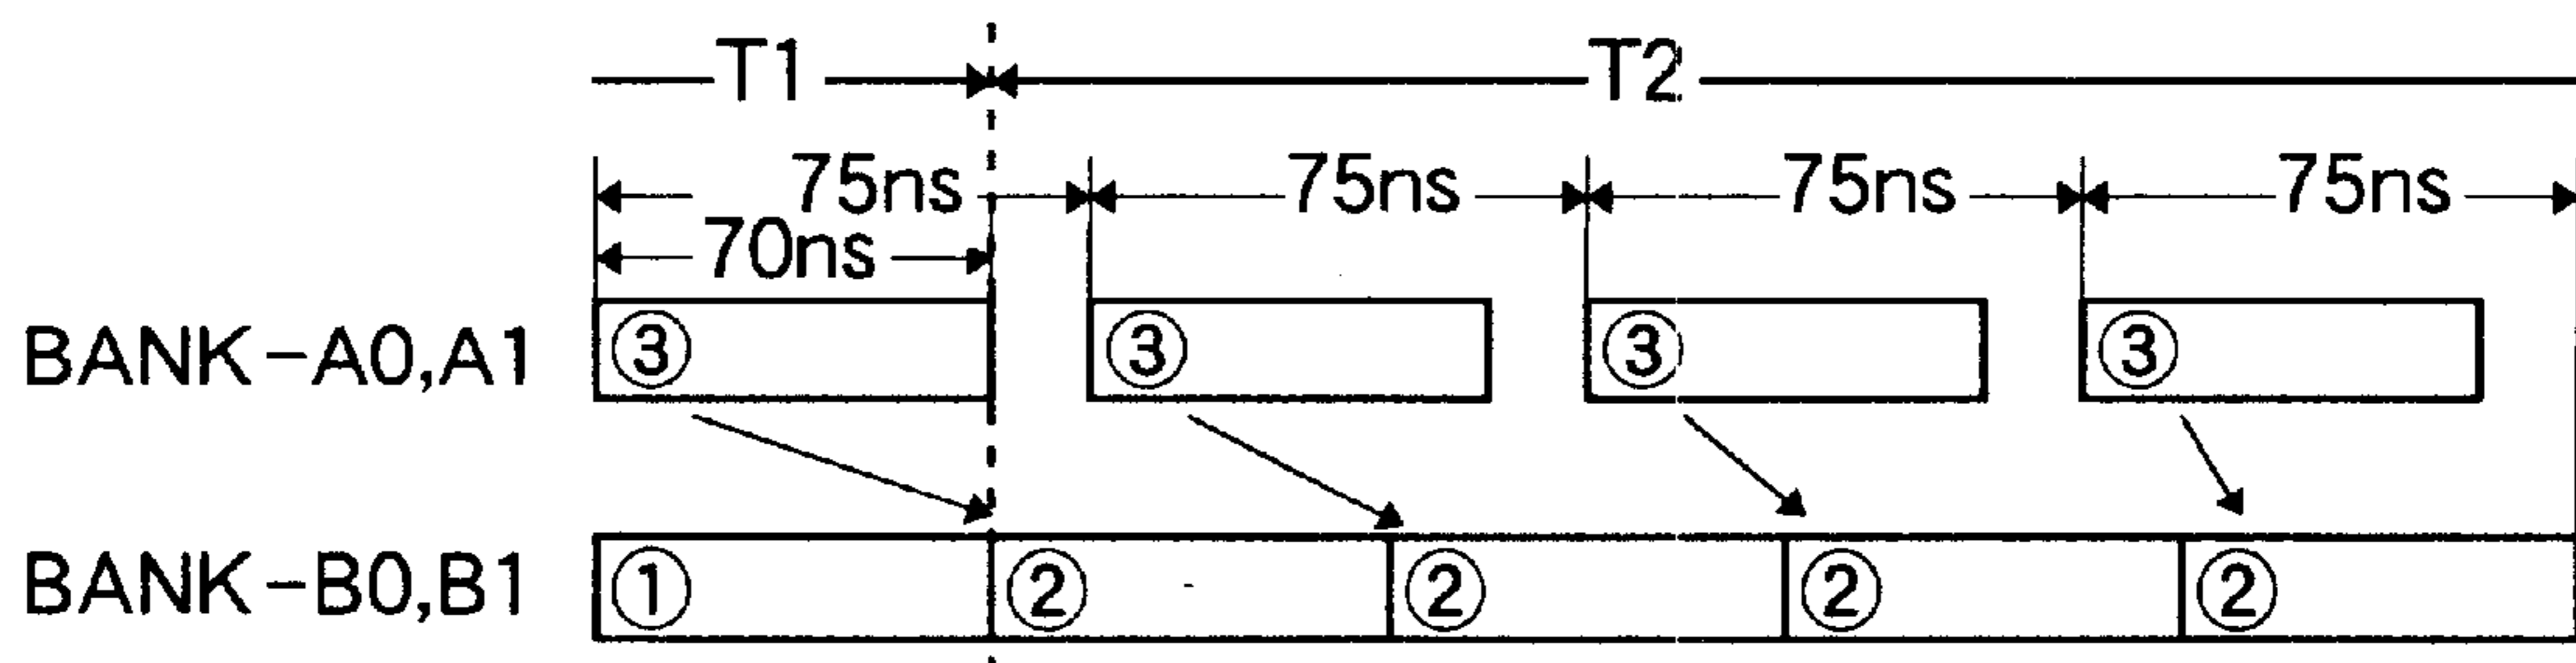 T1 T2
75ns 75ns 75ns 75ns
70ns
BANK-A0,A1 ③ ③ ③ ③
BANK-B0,B1 ① ② ② ② ②